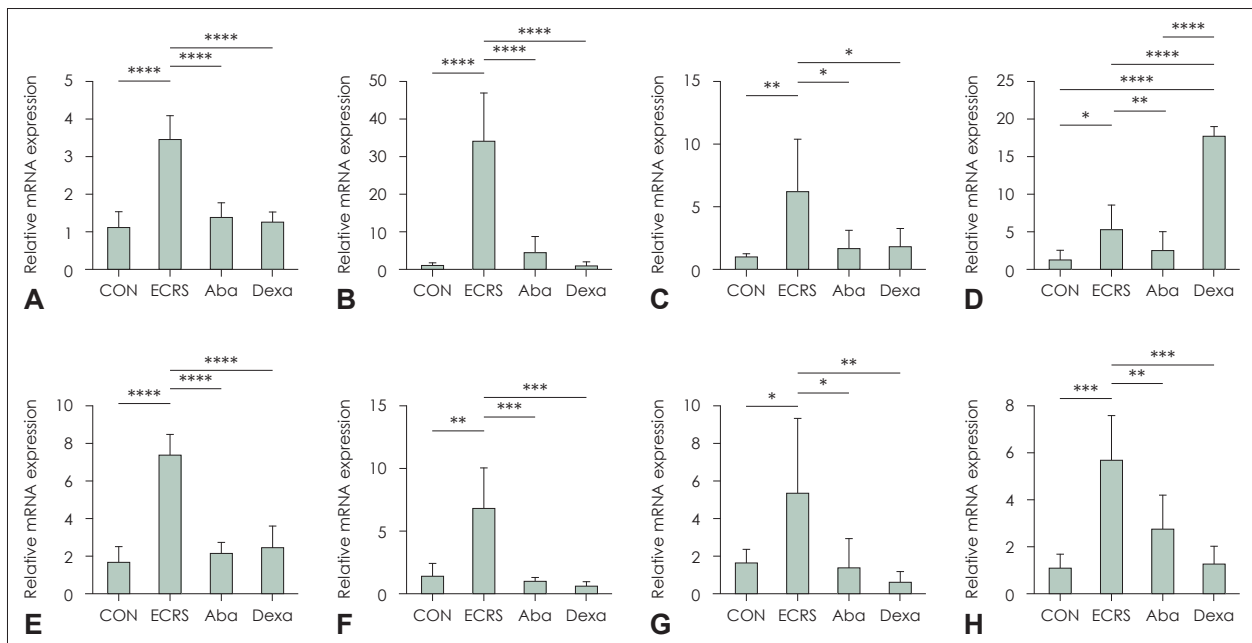 ****
****
****
Relative mRNA expression
5
4
3
2
1
0
CON ECRS Aba Dexa
A
****
****
****
Relative mRNA expression
50
40
30
20
10
0
CON ECRS Aba Dexa
B
*
*
**
Relative mRNA expression
15
10
5
0
CON ECRS Aba Dexa
C
****
****
****
**
*
Relative mRNA expression
25
20
15
10
5
0
CON ECRS Aba Dexa
D
****
****
****
Relative mRNA expression
10
8
6
4
2
0
CON ECRS Aba Dexa
E
***
***
**
Relative mRNA expression
15
10
5
0
CON ECRS Aba Dexa
F
**
*
*
Relative mRNA expression
10
8
6
4
2
0
CON ECRS Aba Dexa
G
***
**
***
Relative mRNA expression
8
6
4
2
0
CON ECRS Aba Dexa
H